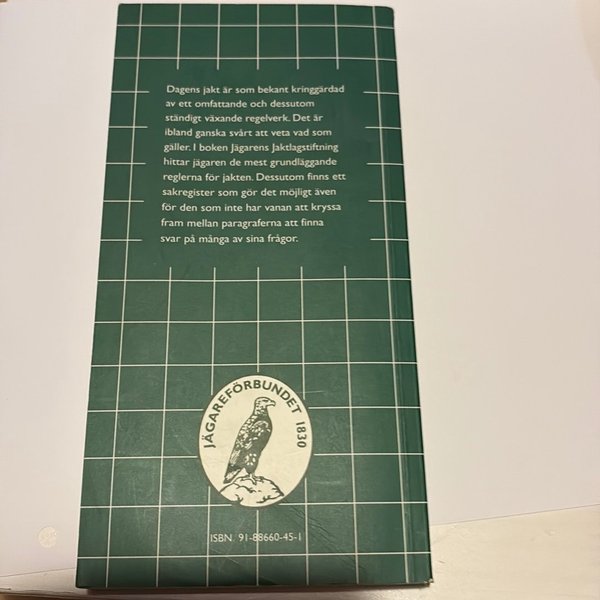 Dagens jakt är som bekant kringgärdad
av ett omfattande och dessutom
ständigt växande regelverk. Det är
ibland ganska svårt att veta vad som
gäller. I boken Jägarens Jaktlagstiftning
hittar jägaren de mest grundläggande
reglerna för jakten. Dessutom finns ett
sakregister som gör det möjligt även
för den som inte har vanan att kryssa
fram mellan paragraferna att finna
svar på många av sina frågor.
JÄGAREFÖRBUNDET 1830
ISBN. 91-88660-45-1